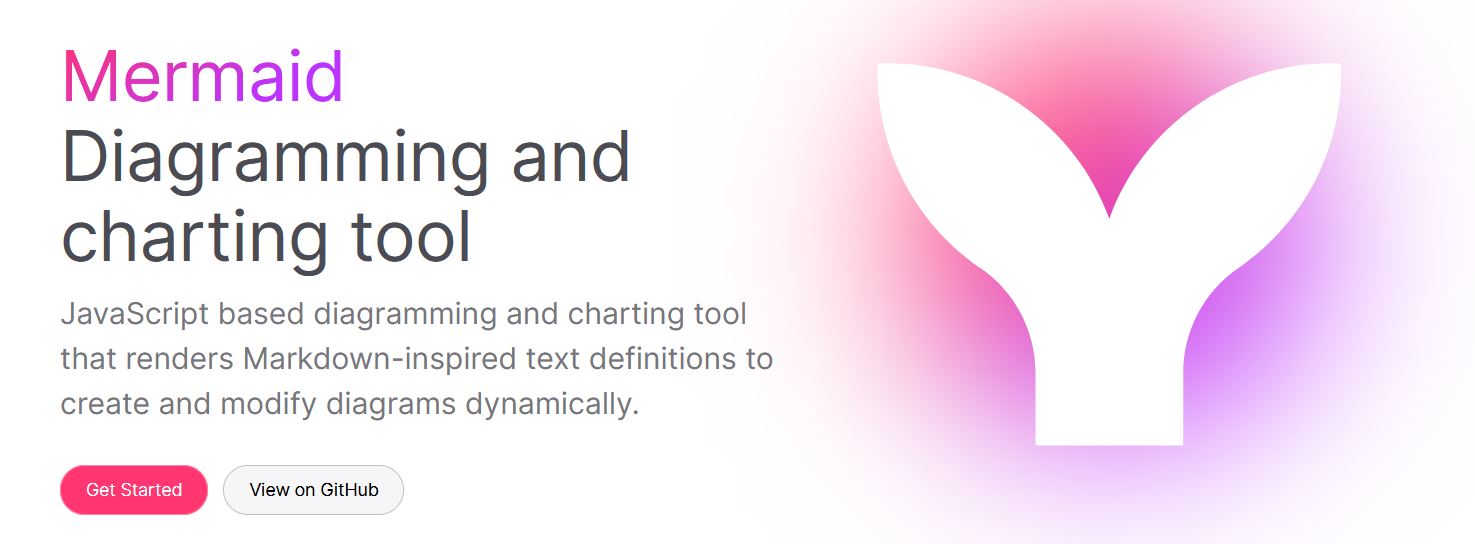 Mermaid
Diagramming and
charting tool
JavaScript based diagramming and charting tool
that renders Markdown-inspired text definitions to
create and modify diagrams dynamically.
Get Started
View on GitHub